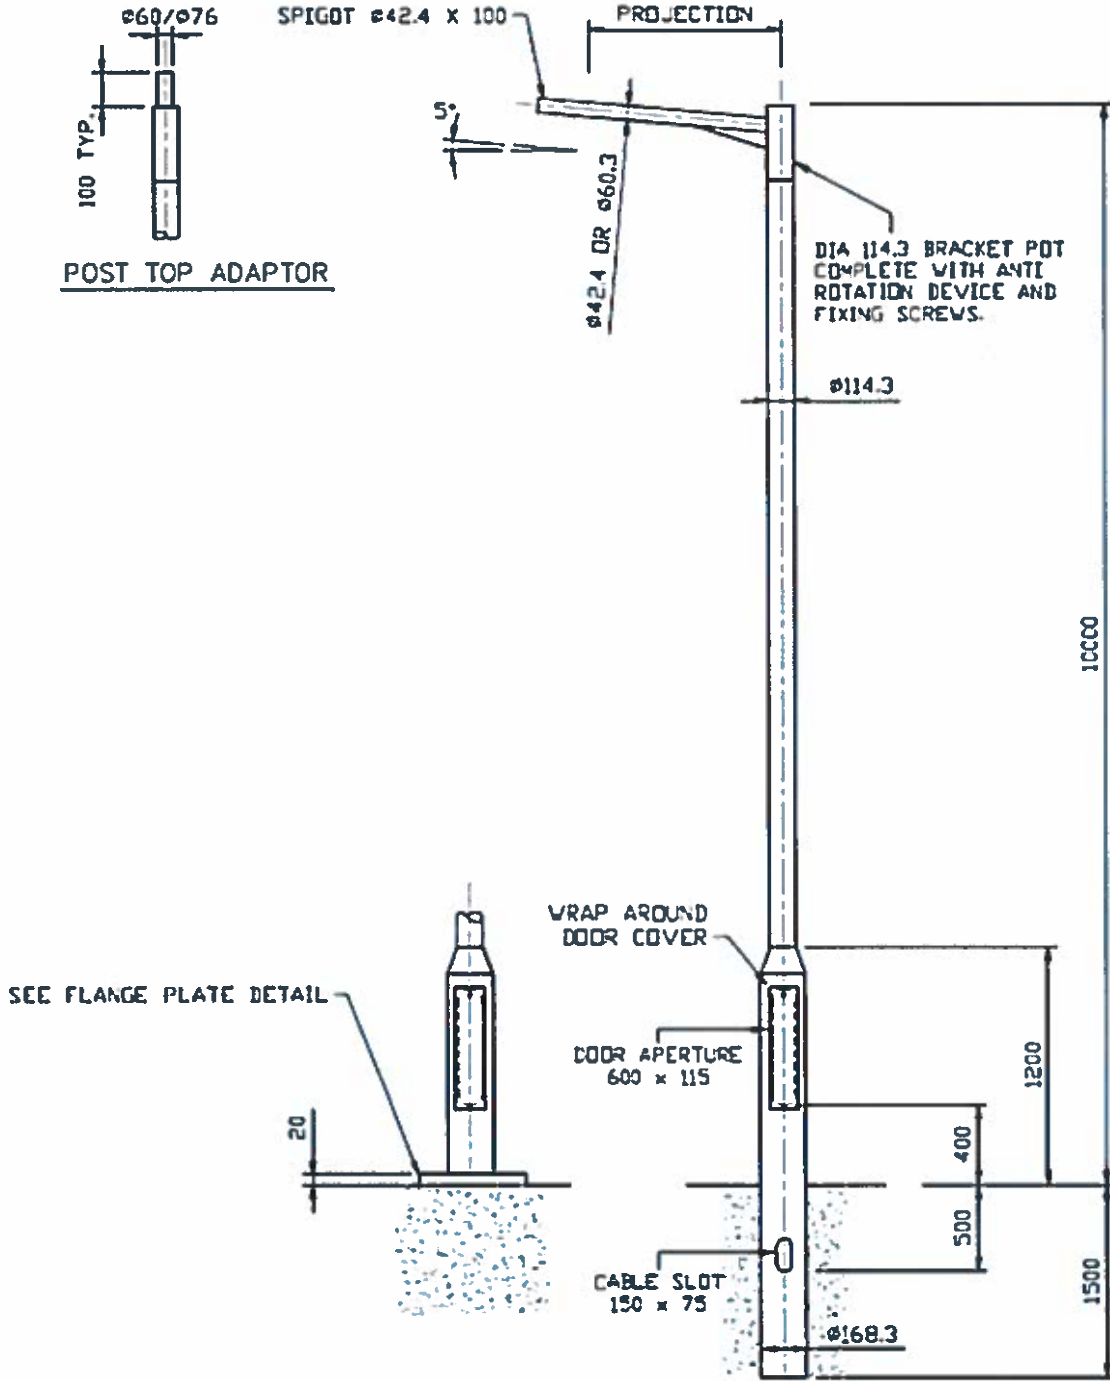 ø60/ø76
SPIGOT ø42.4 X 100
PROJECTION
100 TYP.
5°
ø42.4 OR ø60.3
POST TOP ADAPTOR
DIA 114.3 BRACKET POT
COMPLETE WITH ANTI
ROTATION DEVICE AND
FIXING SCREWS.
ø114.3
10000
WRAP AROUND
DOOR COVER
SEE FLANGE PLATE DETAIL
DOOR APERTURE
600 x 115
1200
20
400
500
CABLE SLOT
150 x 75
1500
ø168.3